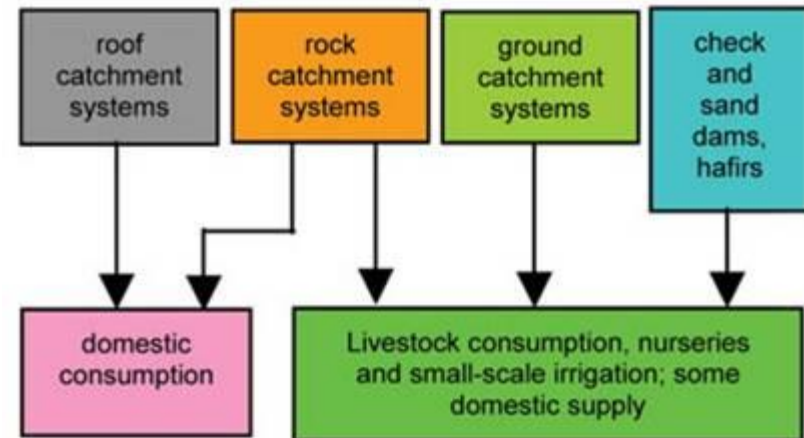 roof
catchment
systems
rock
catchment
systems
ground
catchment
systems
check
and
sand
dams,
hafirs
domestic
consumption
Livestock consumption, nurseries
and small-scale irrigation; some
domestic supply